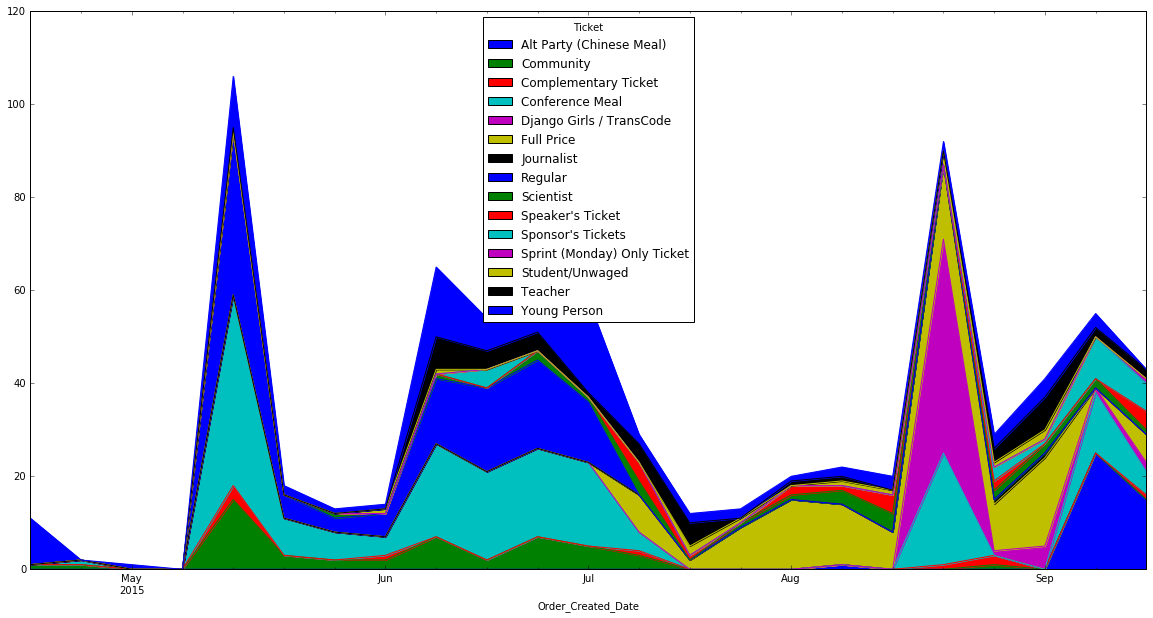 120
100
80
60
40
20
0
Ticket
Alt Party (Chinese Meal)
Community
Complementary Ticket
Conference Meal
Django Girls / TransCode
Full Price
Journalist
Regular
Scientist
Speaker's Ticket
Sponsor's Tickets
Sprint (Monday) Only Ticket
Student/Unwaged
Teacher
Young Person
May Jun Jul Aug Sep
2015
Order_Created_Date